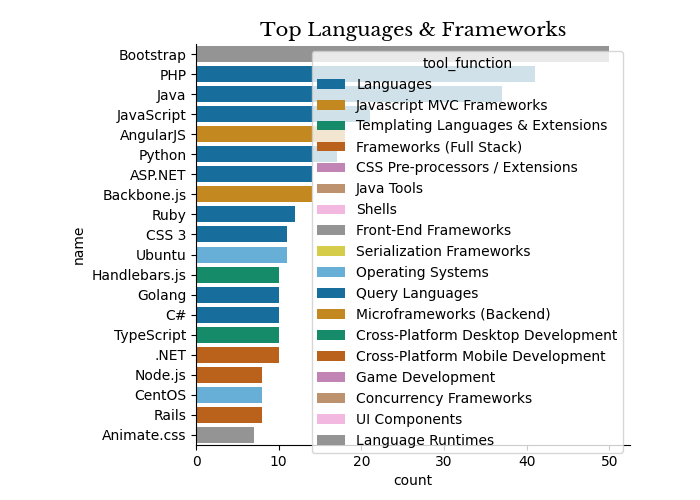 Top Languages & Frameworks
name
Bootstrap
PHP
Java
JavaScript
AngularJS
Python
ASP.NET
Backbone.js
Ruby
CSS 3
Ubuntu
Handlebars.js
Golang
C#
TypeScript
.NET
Node.js
CentOS
Rails
Animate.css
tool_function
Languages
Javascript MVC Frameworks
Templating Languages & Extensions
Frameworks (Full Stack)
CSS Pre-processors / Extensions
Java Tools
Shells
Front-End Frameworks
Serialization Frameworks
Operating Systems
Query Languages
Microframeworks (Backend)
Cross-Platform Desktop Development
Cross-Platform Mobile Development
Game Development
Concurrency Frameworks
UI Components
Language Runtimes
0 10 20 30 40 50
count